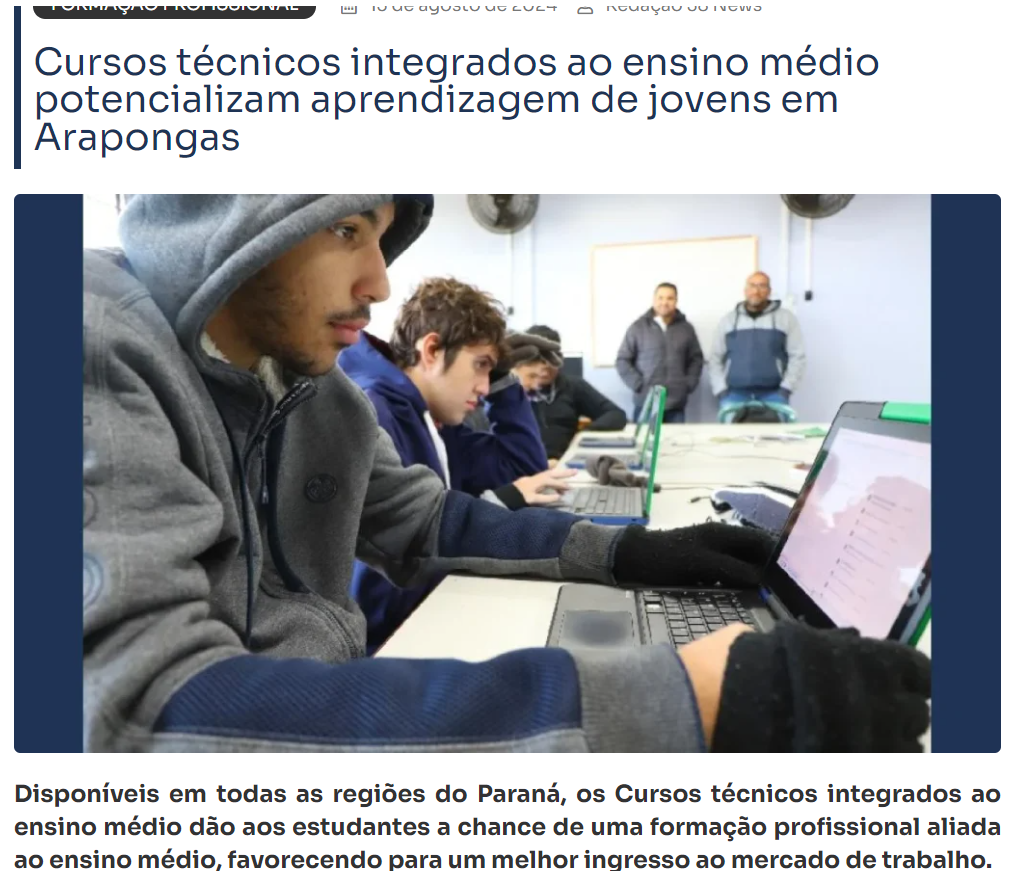 FORMAÇÃO PROFISSIONAL 15 de agosto de 2024 Redação 38 News
Cursos técnicos integrados ao ensino médio
potencializam aprendizagem de jovens em
Arapongas
Disponíveis em todas as regiões do Paraná, os Cursos técnicos integrados ao
ensino médio dão aos estudantes a chance de uma formação profissional aliada
ao ensino médio, favorecendo para um melhor ingresso ao mercado de trabalho.